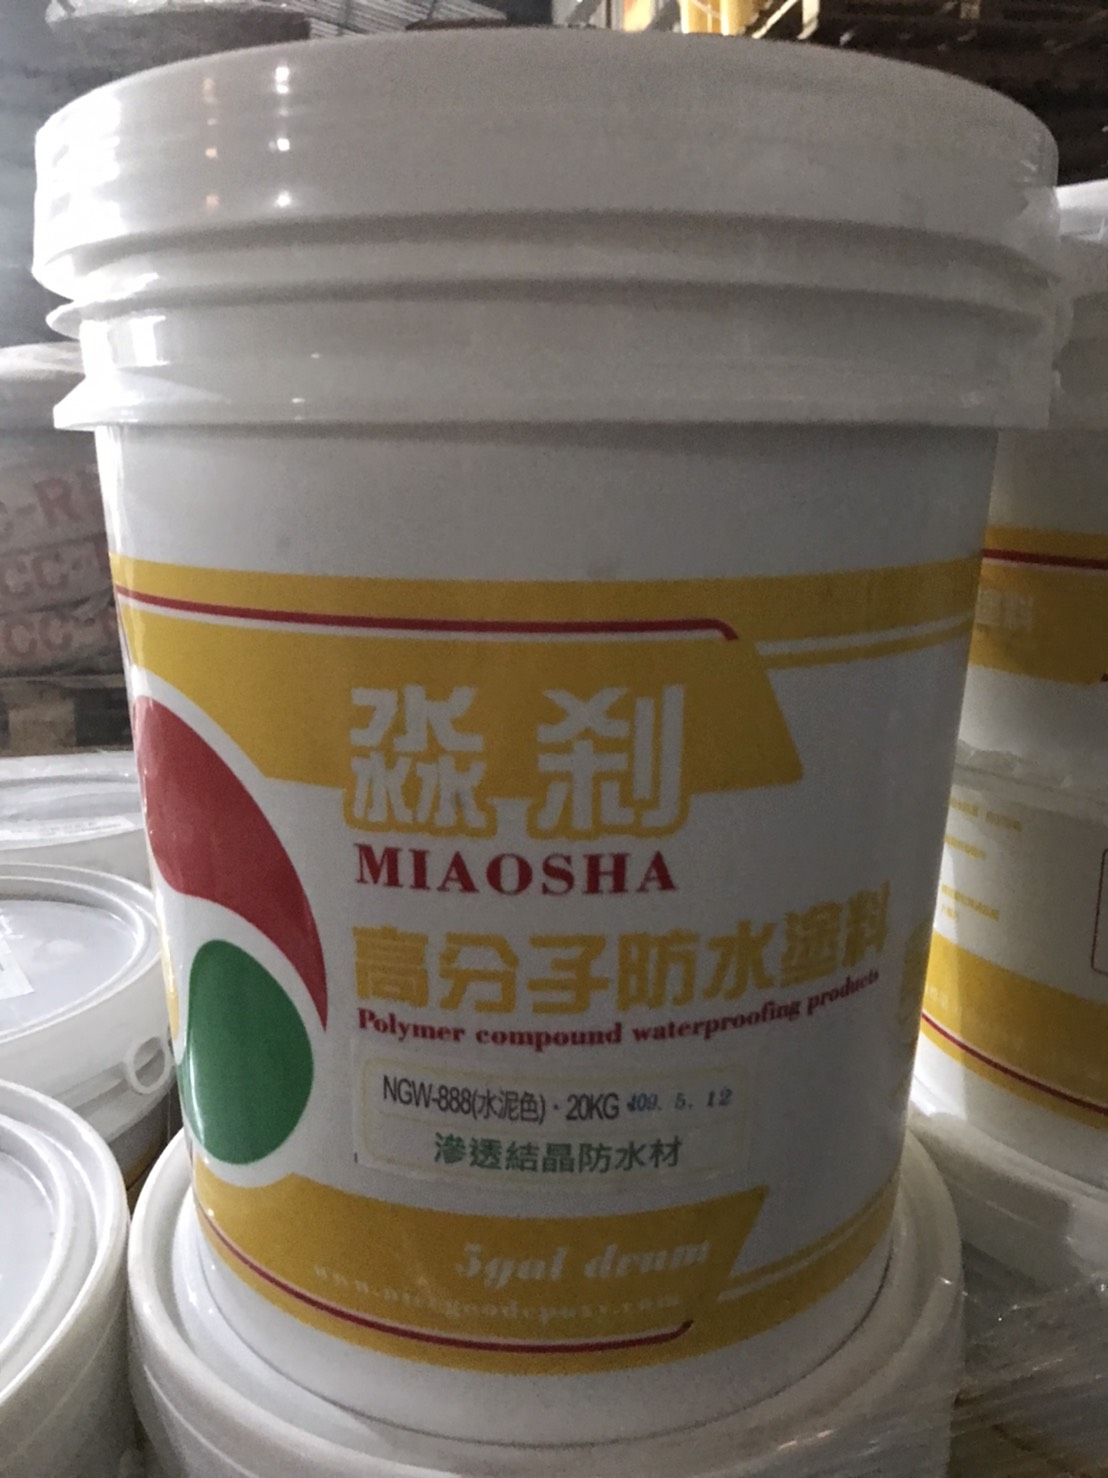 淼剎
MIAOSHA
高分子防水塗料
Polymer compound waterproofing products
NGW-888(水泥色)·20KG 109. 5. 12
滲透結晶防水材
5gal drum